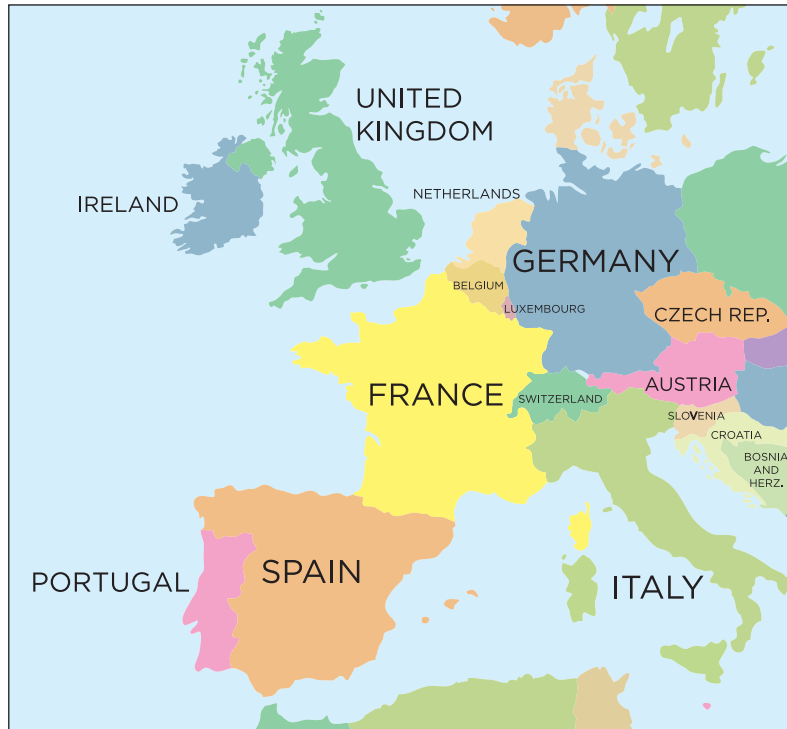 UNITED
KINGDOM
IRELAND
NETHERLANDS
GERMANY
BELGIUM
LUXEMBOURG
CZECH REP.
FRANCE
SWITZERLAND
AUSTRIA
SLOVENIA
CROATIA
BOSNIA
AND
HERZ.
PORTUGAL
SPAIN
ITALY